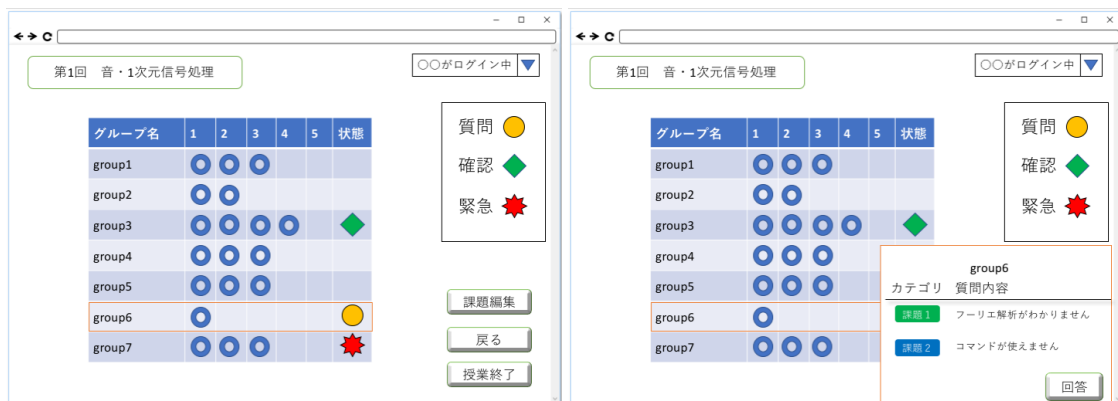 第1回　音・1次元信号処理
〇〇がログイン中
グループ名 1 2 3 4 5 状態
group1
group2
group3
group4
group5
group6
group7
質問
確認
緊急
課題編集
戻る
授業終了
第1回　音・1次元信号処理
〇〇がログイン中
グループ名 1 2 3 4 5 状態
group1
group2
group3
group4
group5
group6
group7
質問
確認
緊急
group6
カテゴリ 質問内容
課題1 フーリエ解析がわかりません
課題2 コマンドが使えません
回答